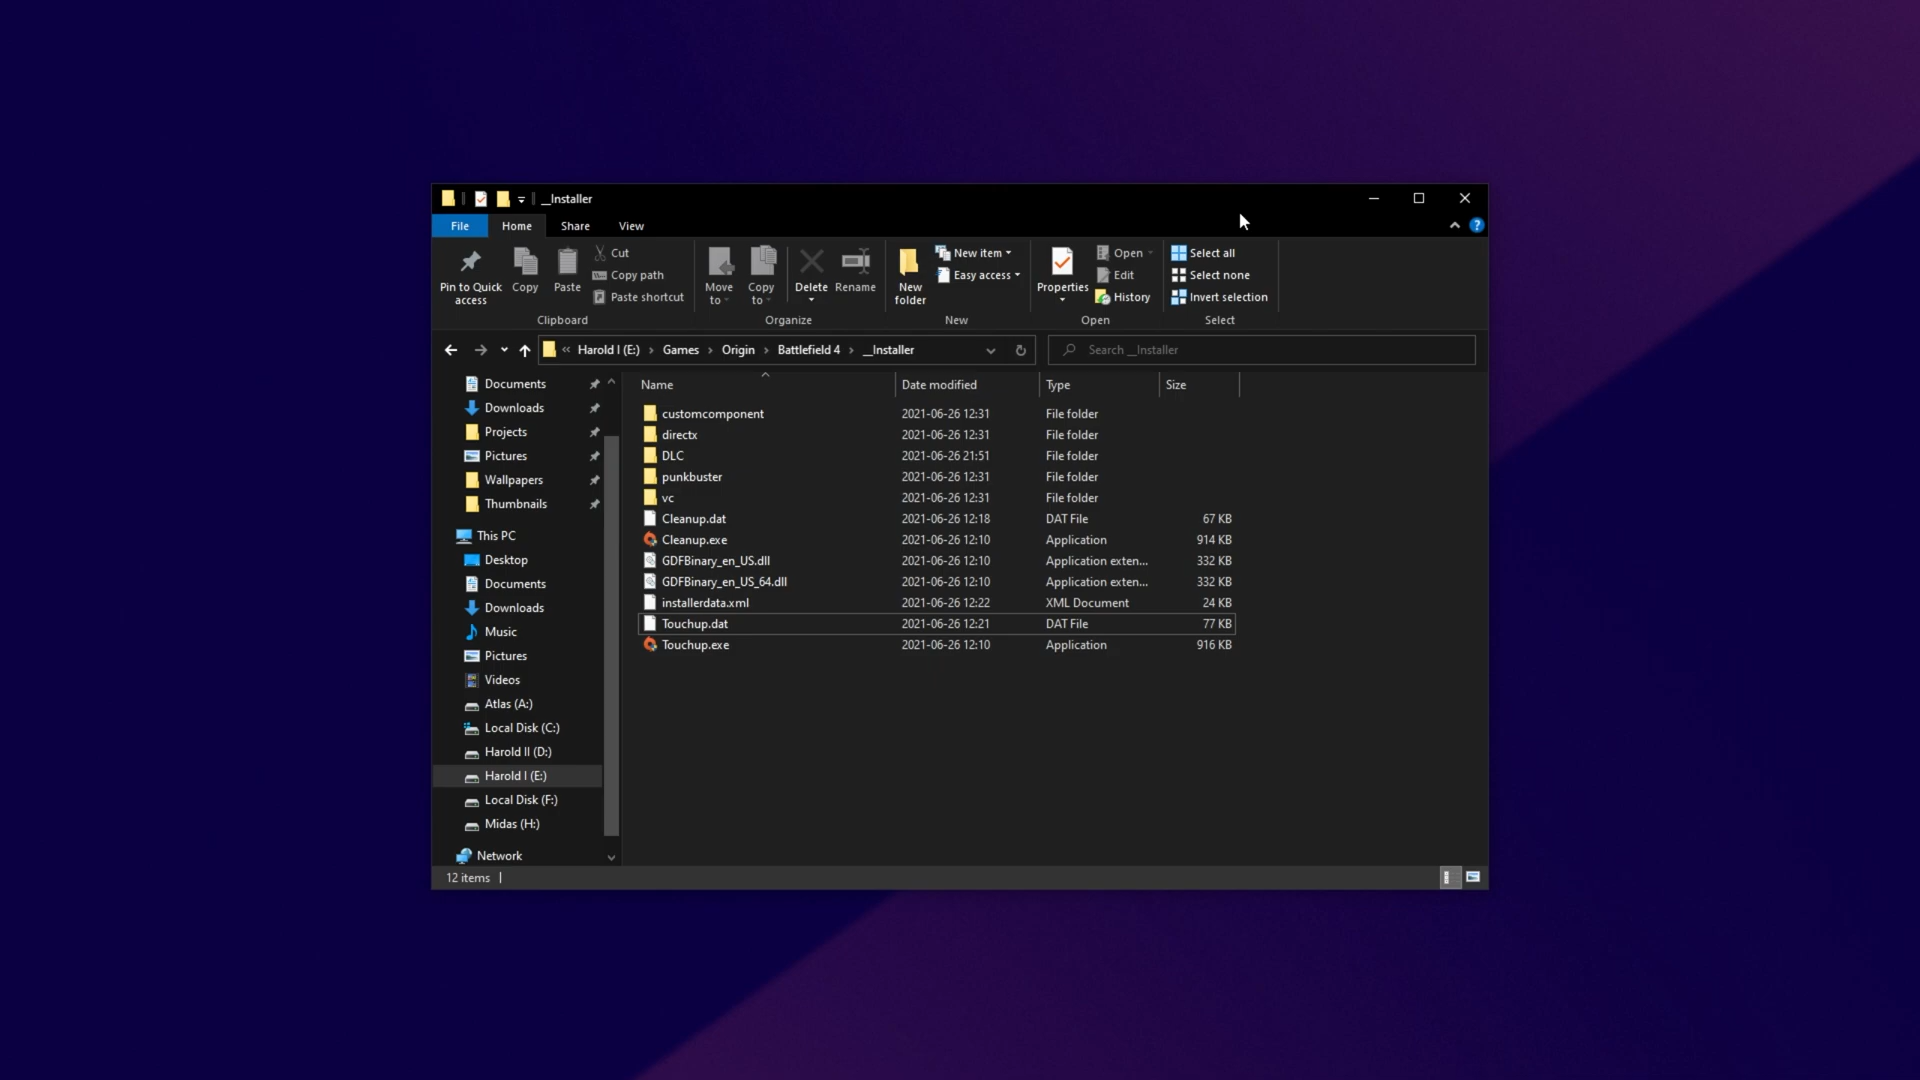 __Installer
File Home Share View
Pin to Quick access
Copy
Paste
Cut
Copy path
Paste shortcut
Clipboard
Move to
Copy to
Delete
Rename
Organize
New folder
New item
Easy access
New
Properties
Open
Edit
History
Open
Select all
Select none
Invert selection
Select
« Harold I (E:) › Games › Origin › Battlefield 4 › __Installer
Search __Installer
Documents
Downloads
Projects
Pictures
Wallpapers
Thumbnails
This PC
Desktop
Documents
Downloads
Music
Pictures
Videos
Atlas (A:)
Local Disk (C:)
Harold II (D:)
Harold I (E:)
Local Disk (F:)
Midas (H:)
Network
Name Date modified Type Size
customcomponent 2021-06-26 12:31 File folder
directx 2021-06-26 12:31 File folder
DLC 2021-06-26 21:51 File folder
punkbuster 2021-06-26 12:31 File folder
vc 2021-06-26 12:31 File folder
Cleanup.dat 2021-06-26 12:18 DAT File 67 KB
Cleanup.exe 2021-06-26 12:10 Application 914 KB
GDFBinary_en_US.dll 2021-06-26 12:10 Application exten... 332 KB
GDFBinary_en_US_64.dll 2021-06-26 12:10 Application exten... 332 KB
installerdata.xml 2021-06-26 12:22 XML Document 24 KB
Touchup.dat 2021-06-26 12:21 DAT File 77 KB
Touchup.exe 2021-06-26 12:10 Application 916 KB
12 items